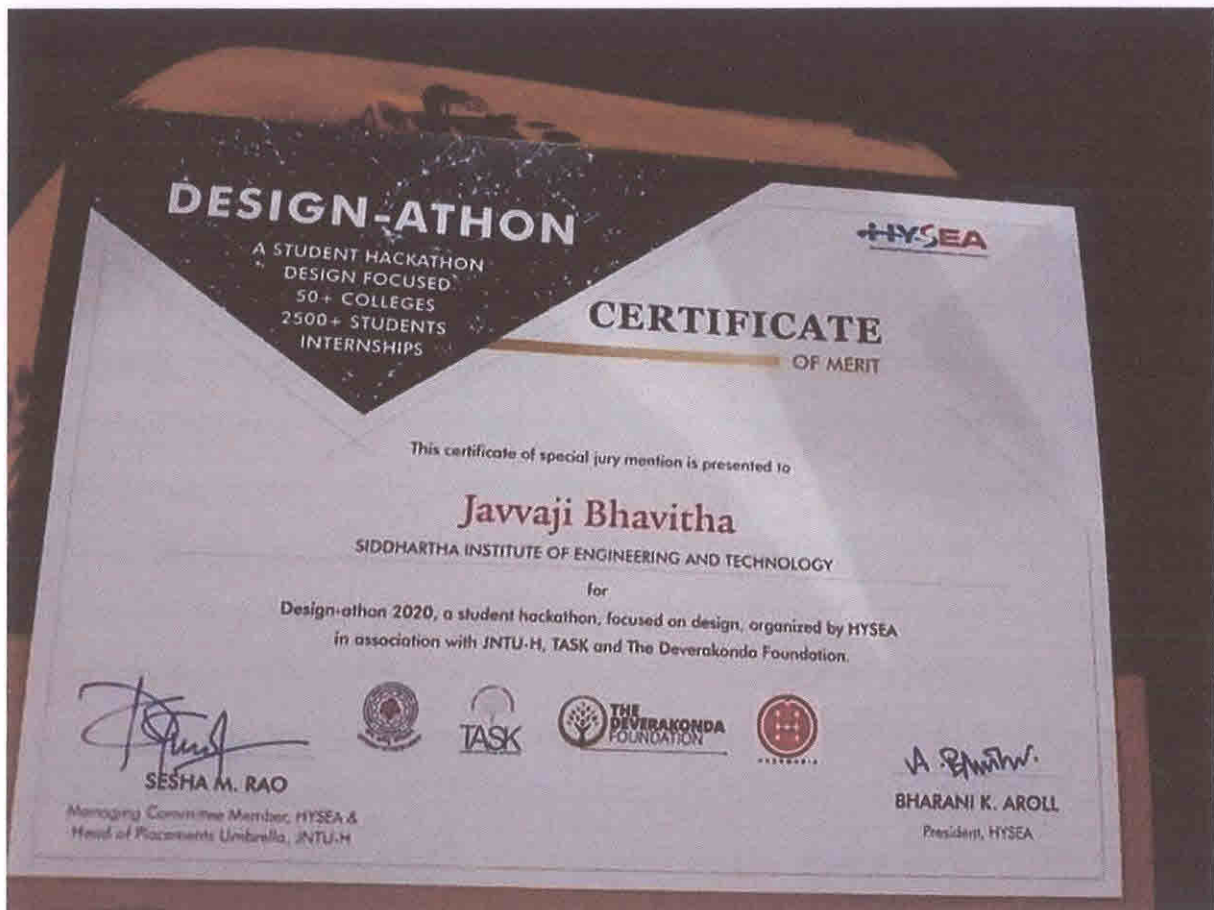 DESIGN-ATHON
A STUDENT HACKATHON
DESIGN FOCUSED
50+ COLLEGES
2500+ STUDENTS
INTERNSHIPS
HYSEA
CERTIFICATE
OF MERIT
This certificate of special jury mention is presented to
Javvaji Bhavitha
SIDDHARTHA INSTITUTE OF ENGINEERING AND TECHNOLOGY
for
Design-athon 2020, a student hackathon, focused on design, organized by HYSEA
in association with JNTU-H, TASK and The Deverakonda Foundation.
TASK
THE
DEVERAKONDA
FOUNDATION
SESHA M. RAO
Managing Committee Member, HYSEA &
Head of Placements Umbrella, JNTU-H
BHARANI K. AROLL
President, HYSEA